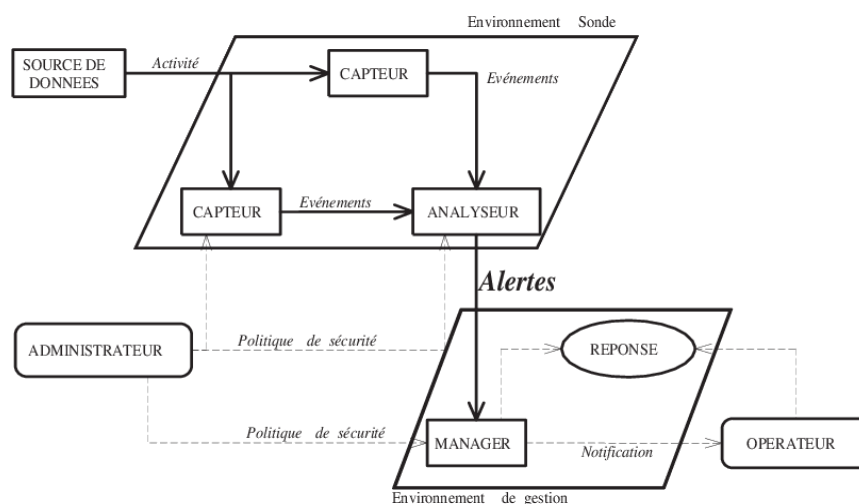 Environnement Sonde
SOURCE DE
DONNEES
Activité
CAPTEUR
Evénements
CAPTEUR
Evénements
ANALYSEUR
Alertes
ADMINISTRATEUR
Politique de sécurité
REPONSE
Politique de sécurité
MANAGER
Notification
OPERATEUR
Environnement de gestion